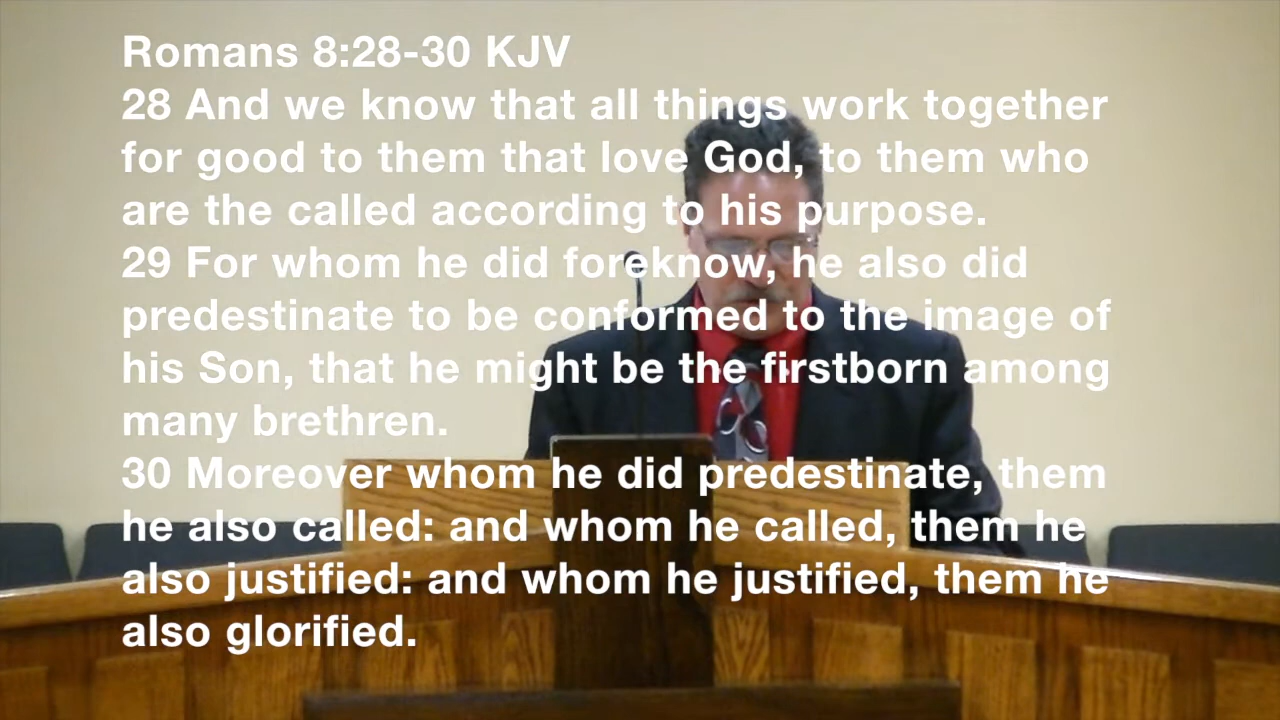 Romans 8:28-30 KJV
28 And we know that all things work together
for good to them that love God, to them who
are the called according to his purpose.
29 For whom he did foreknow, he also did
predestinate to be conformed to the image of
his Son, that he might be the firstborn among
many brethren.
30 Moreover whom he did predestinate, them
he also called: and whom he called, them he
also justified: and whom he justified, them he
also glorified.